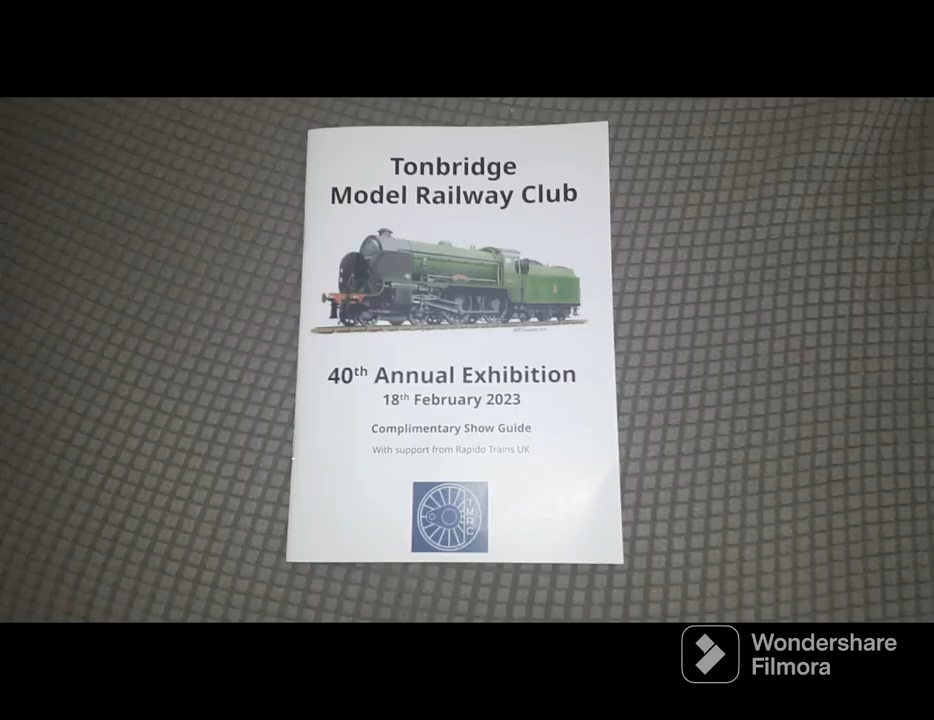 Tonbridge
Model Railway Club
40th Annual Exhibition
18th February 2023
Complimentary Show Guide
With support from Rapido Trains UK
TMRC
Wondershare
Filmora